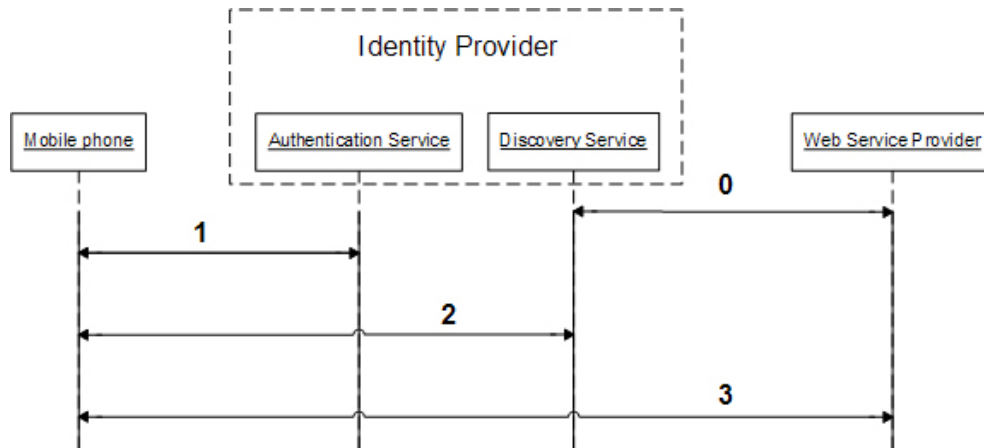 Identity Provider
Mobile phone
Authentication Service
Discovery Service
Web Service Provider
0
1
2
3